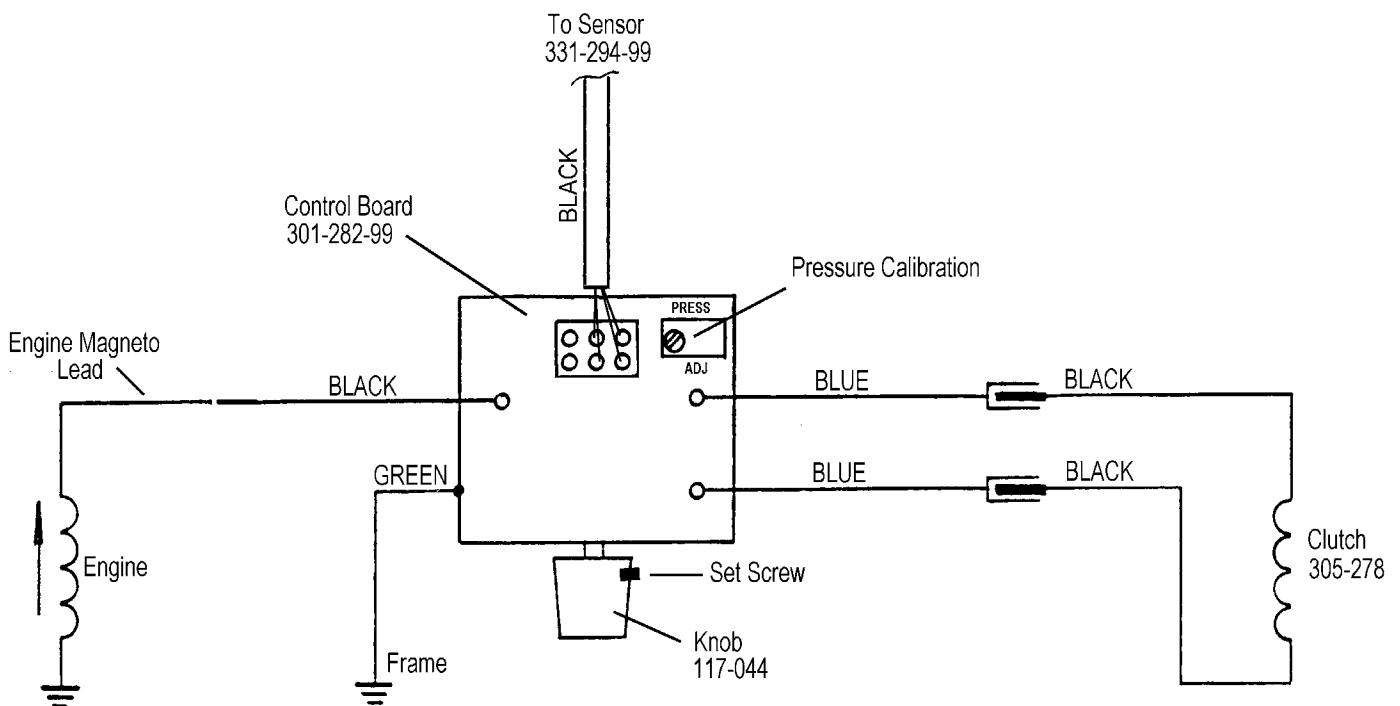 To Sensor
331-294-99
BLACK
Control Board
301-282-99
Pressure Calibration
PRESS
ADJ
Engine Magneto
Lead
BLACK
BLUE
BLACK
GREEN
BLUE
BLACK
Engine
Set Screw
Clutch
305-278
Knob
117-044
Frame